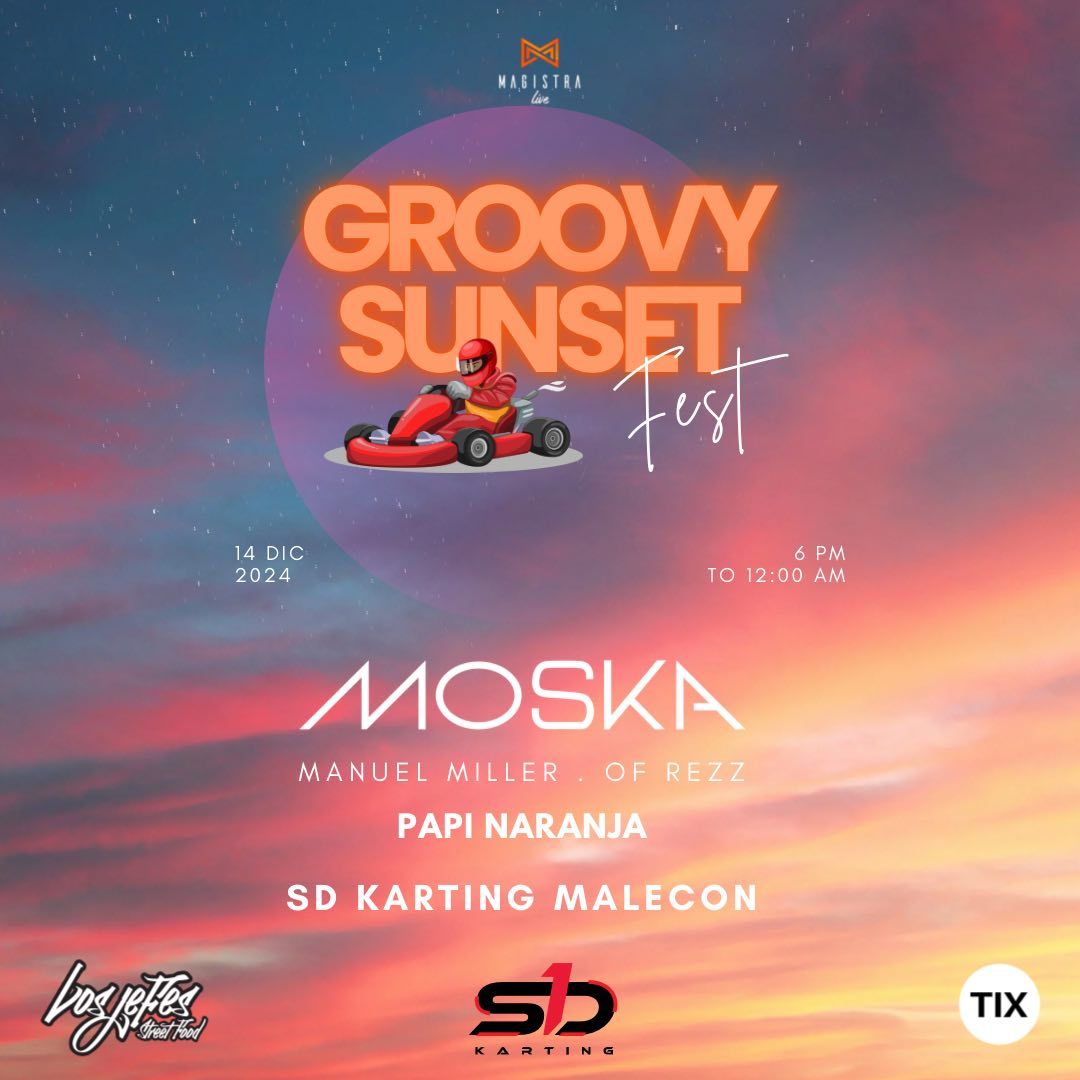 MAGISTRA
live
GROOVY
SUNSET
Fest
14 DIC
2024
6 PM
TO 12:00 AM
MOSKA
MANUEL MILLER . OF REZZ
PAPI NARANJA
SD KARTING MALECON
Los Jeffes
Street Food
SD
KARTING
TIX